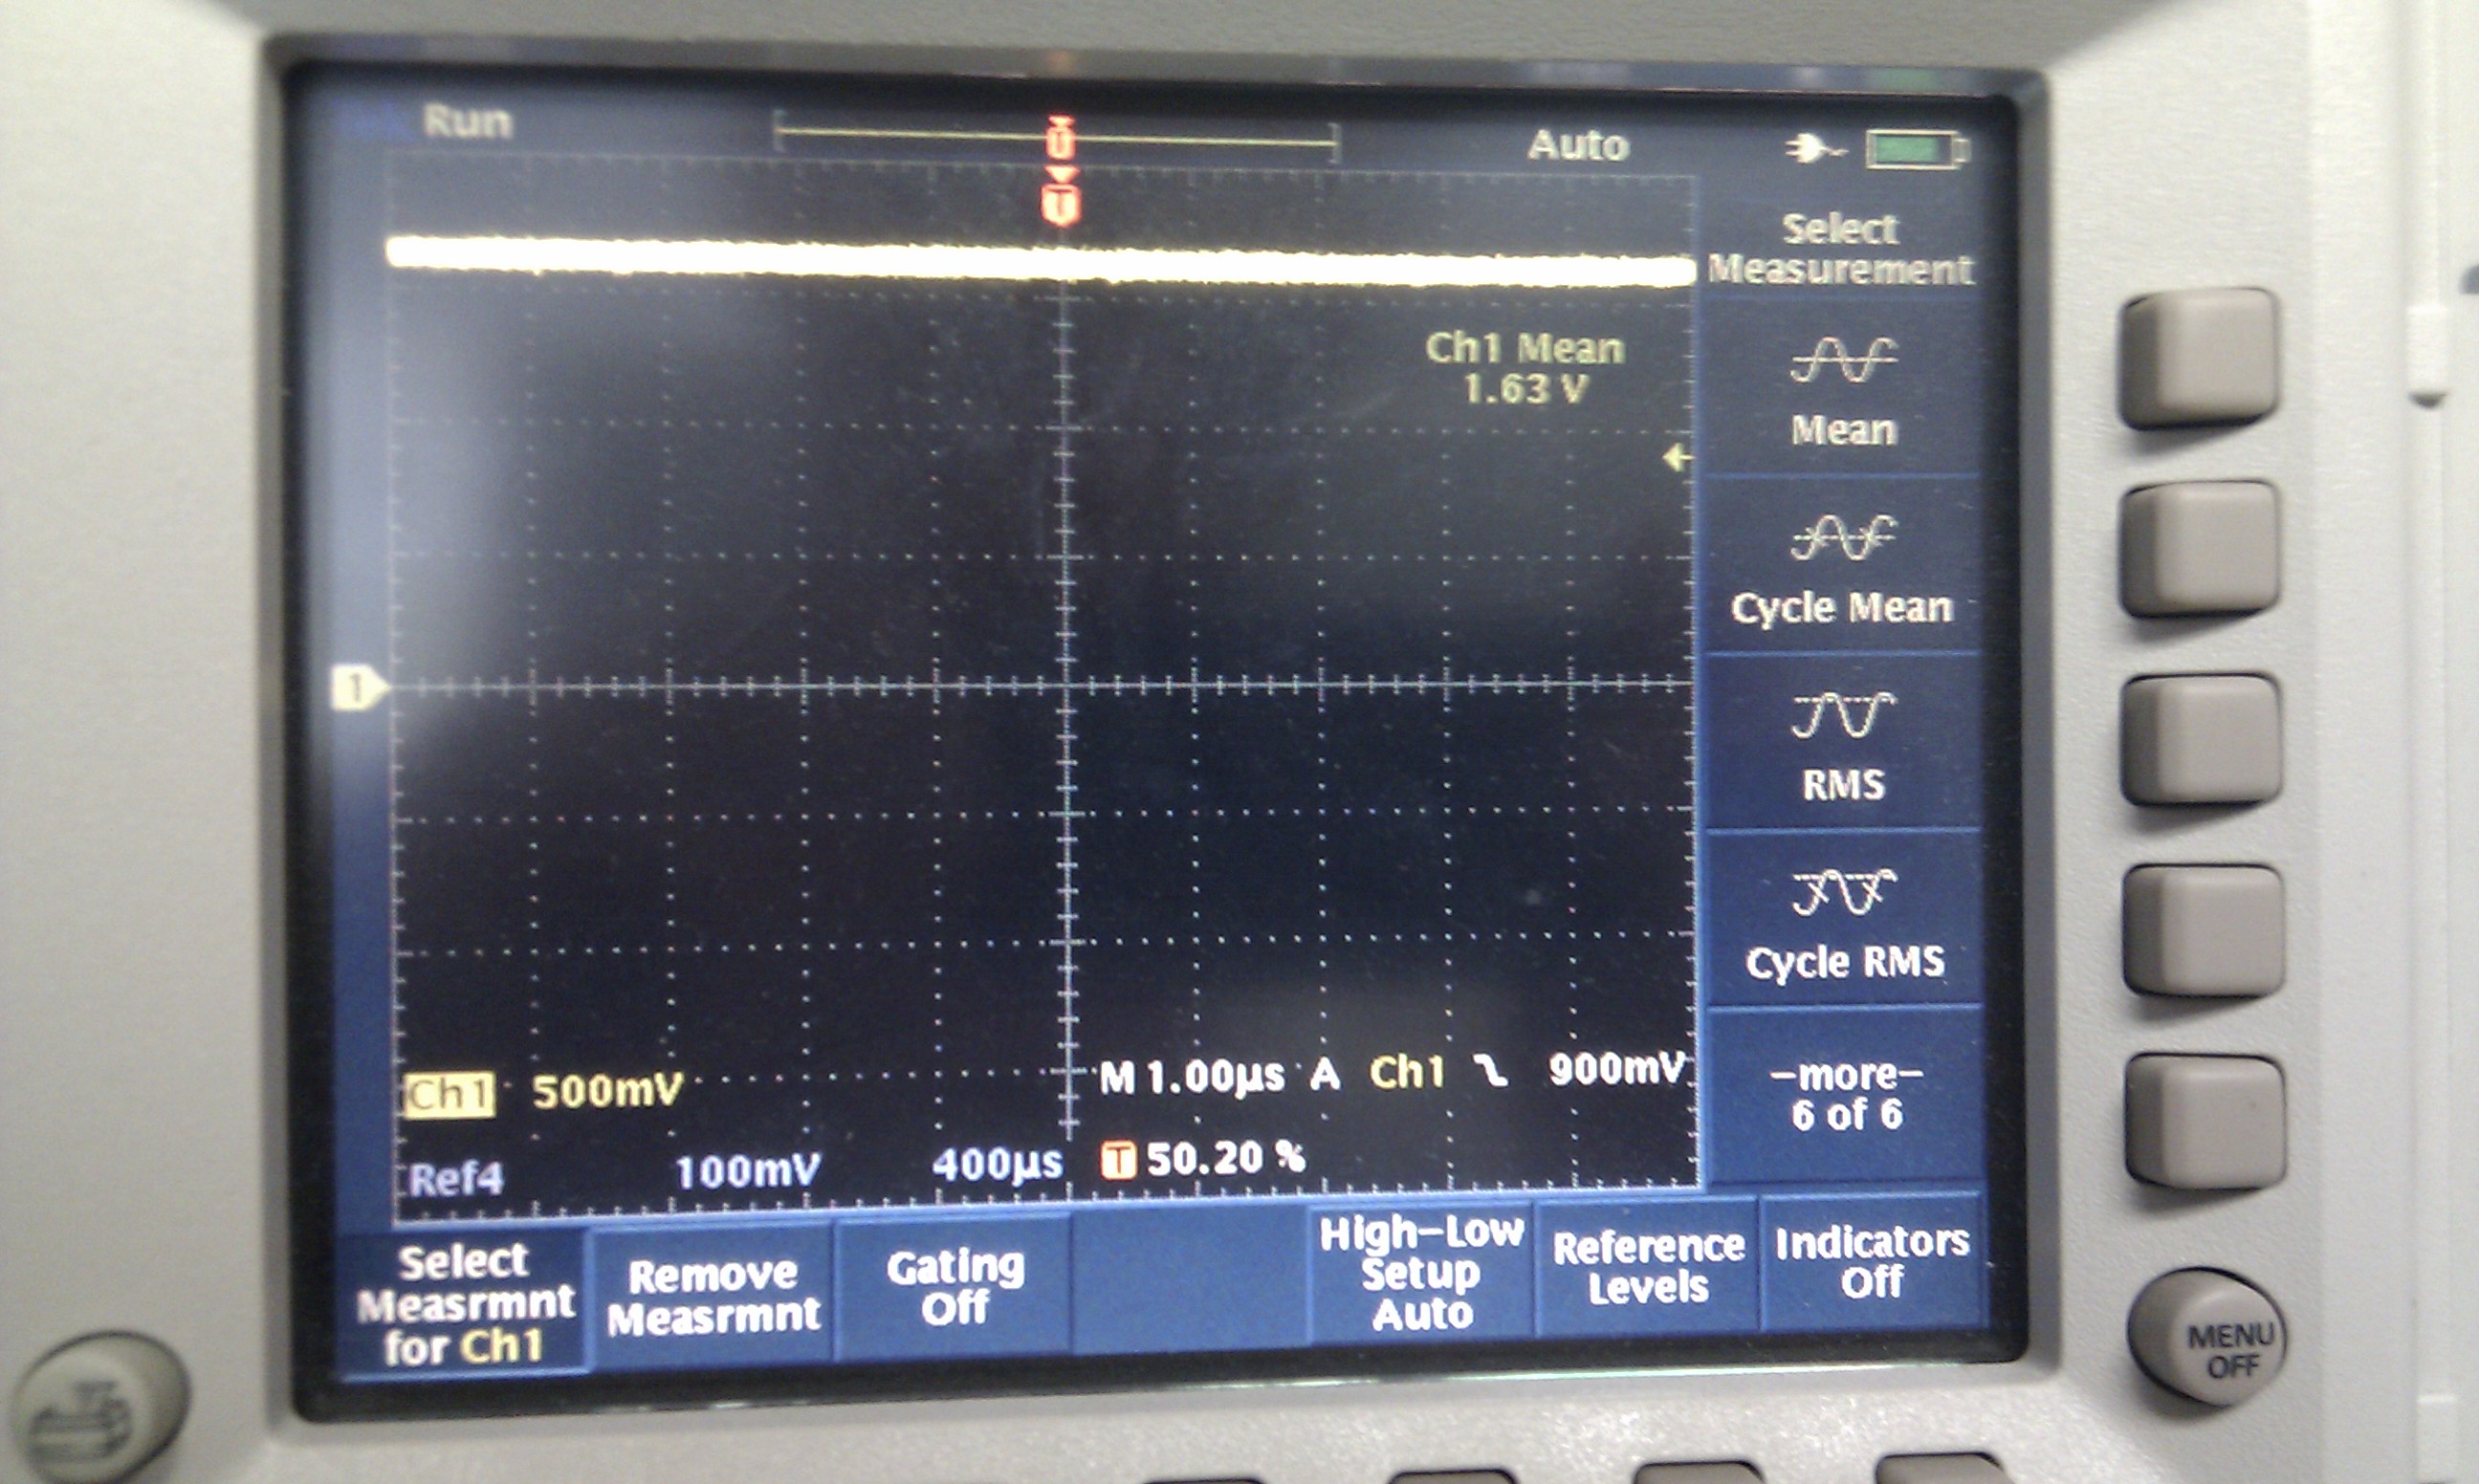 Run
Auto
U
T
Select
Measurement
Ch1 Mean
1.63 V
Mean
Cycle Mean
1
RMS
Cycle RMS
Ch1 500mV
M 1.00µs A Ch1 900mV
-more-
6 of 6
Ref4 100mV 400µs
T 50.20 %
Select
Measrmnt
for Ch1
Remove
Measrmnt
Gating
Off
High-Low
Setup
Auto
Reference
Levels
Indicators
Off
MENU
OFF